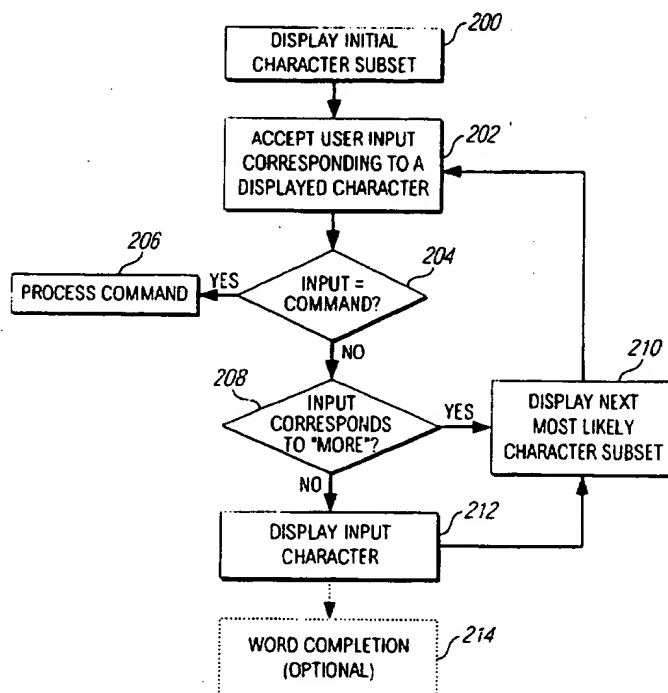 200
DISPLAY INITIAL
CHARACTER SUBSET
202
ACCEPT USER INPUT
CORRESPONDING TO A
DISPLAYED CHARACTER
206
PROCESS COMMAND
YES
204
INPUT =
COMMAND?
NO
208
INPUT
CORRESPONDS
TO "MORE"?
YES
210
DISPLAY NEXT
MOST LIKELY
CHARACTER SUBSET
NO
212
DISPLAY INPUT
CHARACTER
214
WORD COMPLETION
(OPTIONAL)